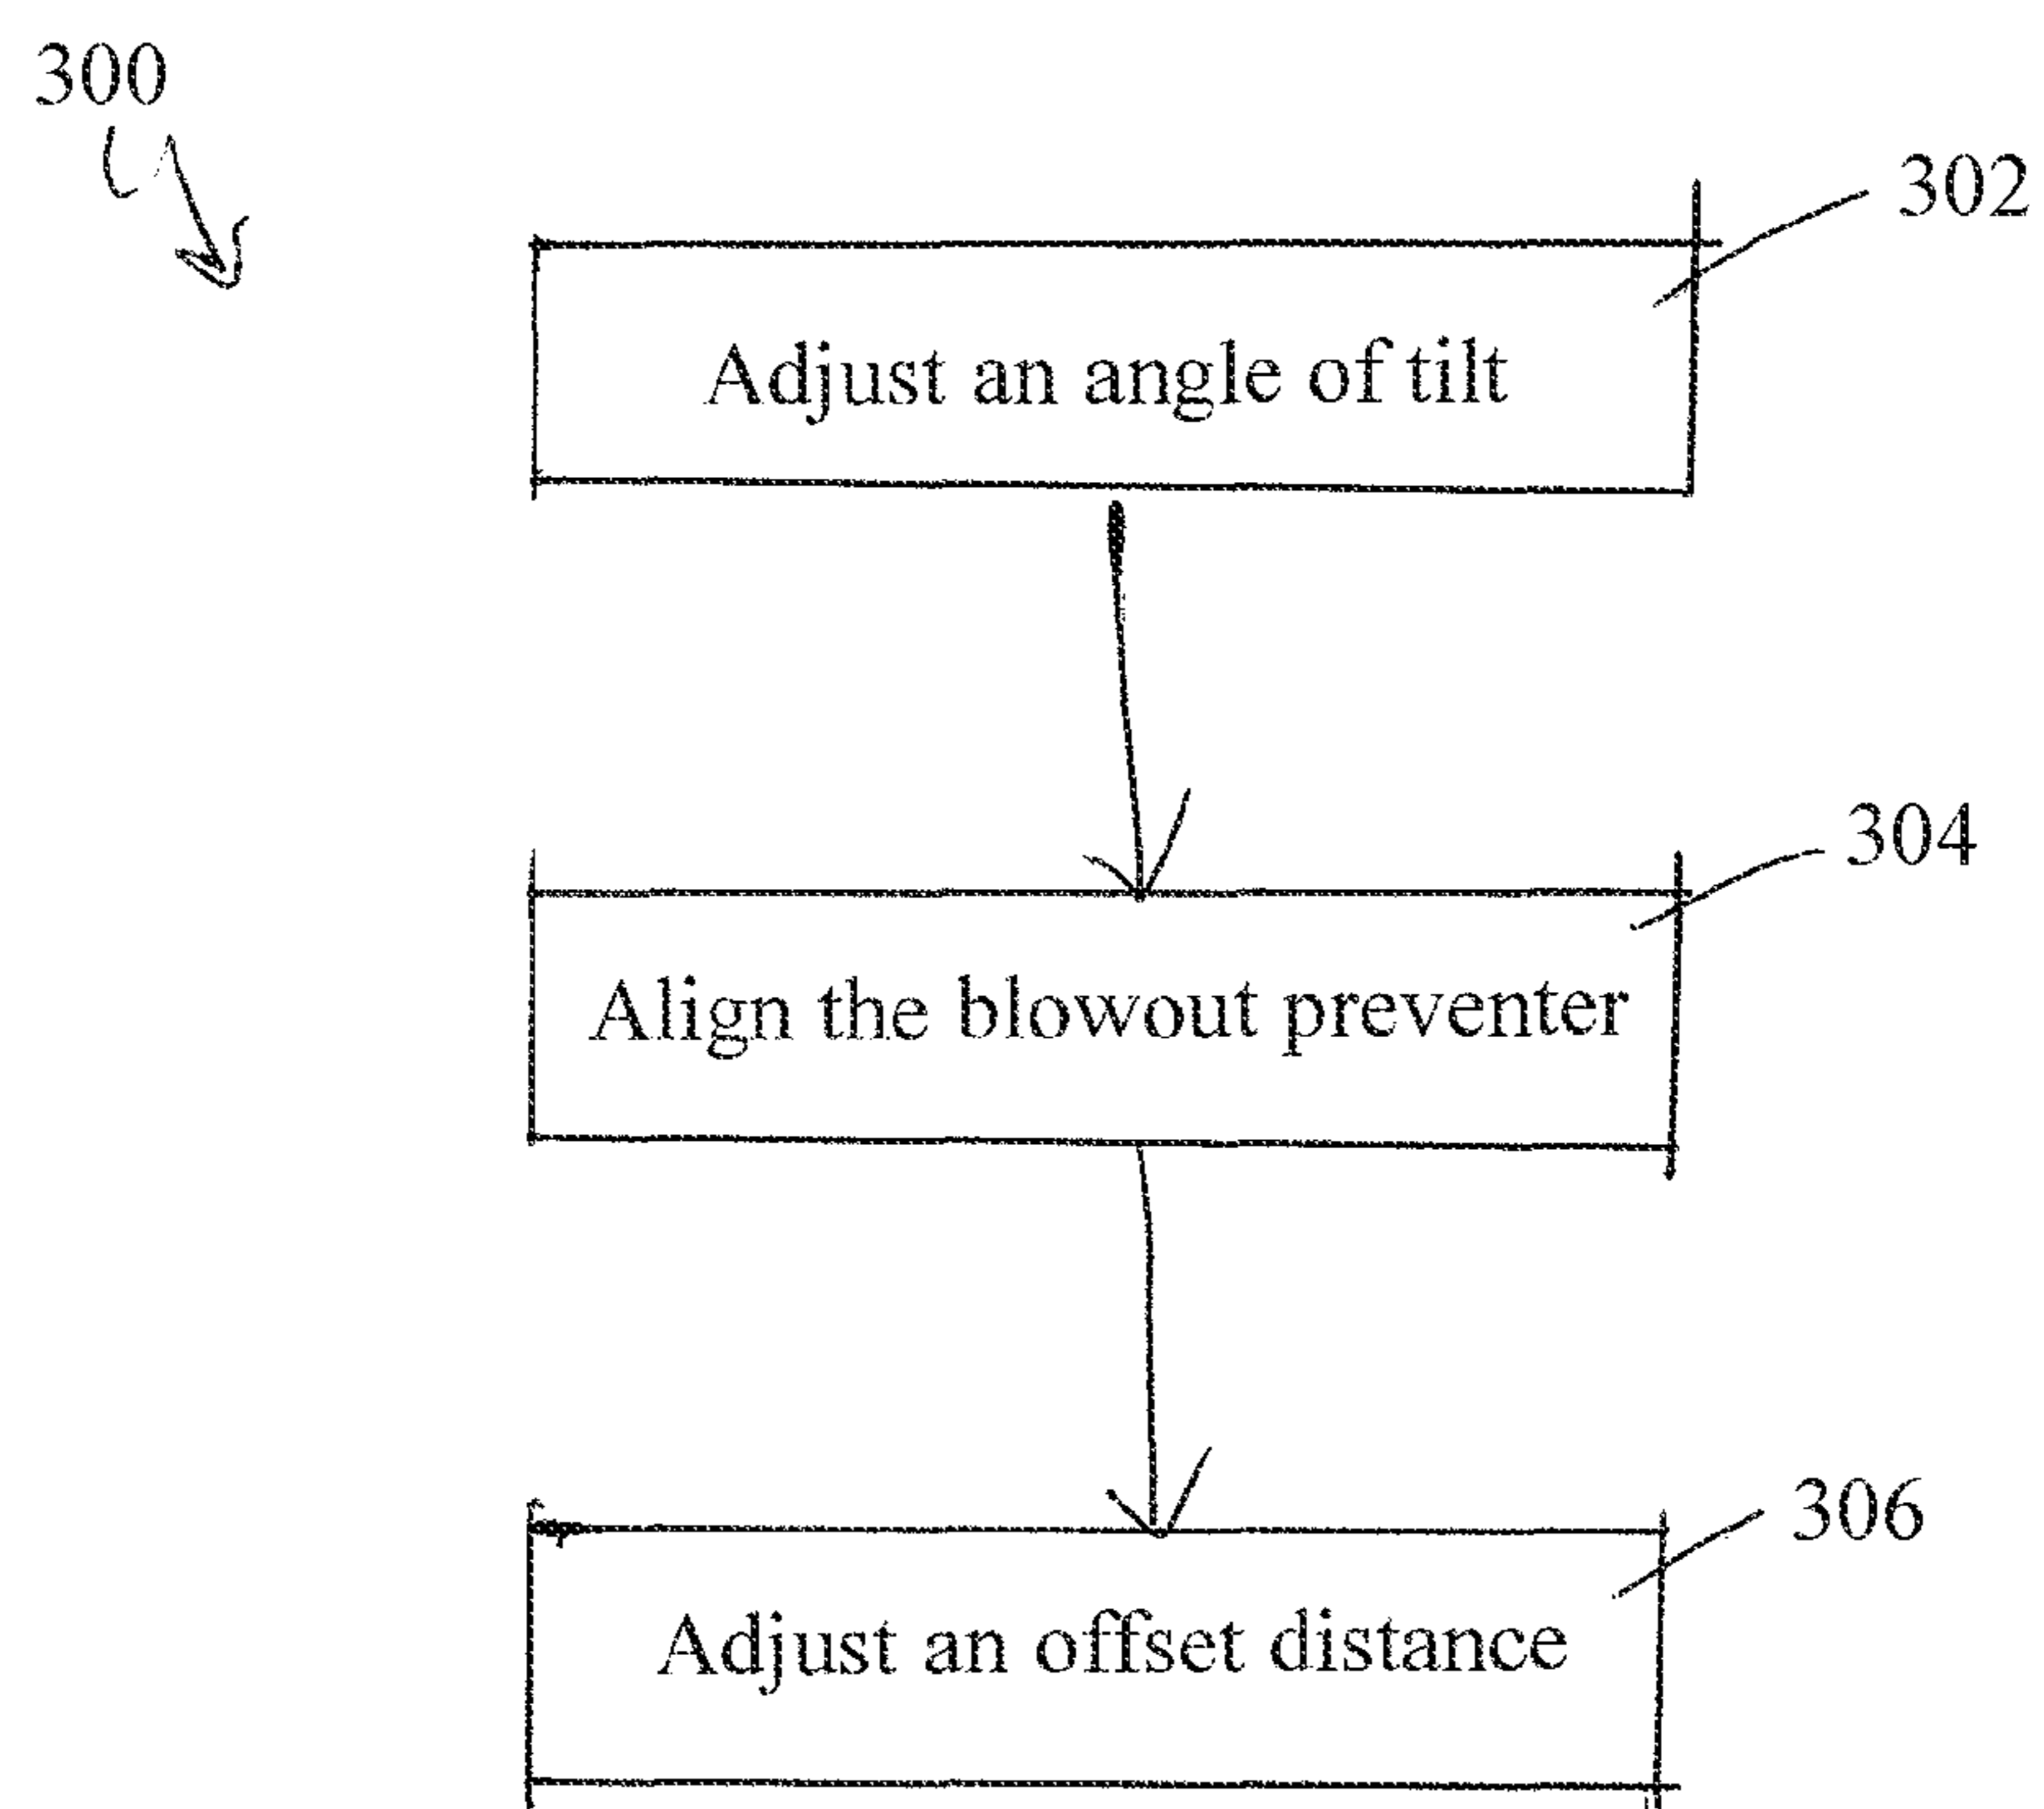 300
302
Adjust an angle of tilt
304
Align the blowout preventer
306
Adjust an offset distance